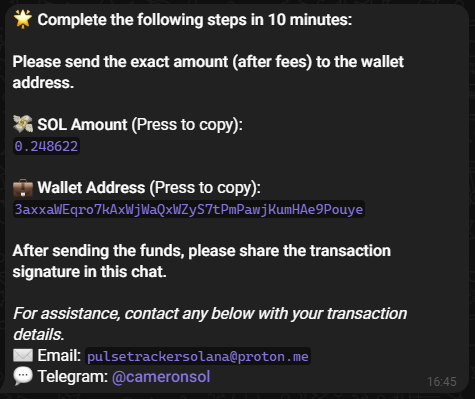 🌟 Complete the following steps in 10 minutes:
Please send the exact amount (after fees) to the wallet
address.
💸 SOL Amount (Press to copy):
0.248622
💼 Wallet Address (Press to copy):
3axxaWEqro7kAxWjWaQxWZyS7tPmPawjKumHAe9Pouye
After sending the funds, please share the transaction
signature in this chat.
For assistance, contact any below with your transaction
details.
✉️ Email: pulsetrackersolana@proton.me
💬 Telegram: @cameronsol
16:45